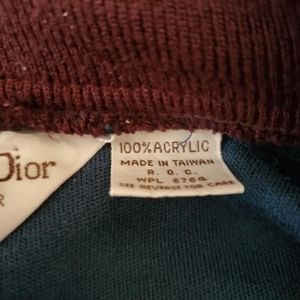 Dior
R
100% ACRYLIC
MADE IN TAIWAN
R. O. C.
WPL 6764
SEE REVERSE FOR CARE